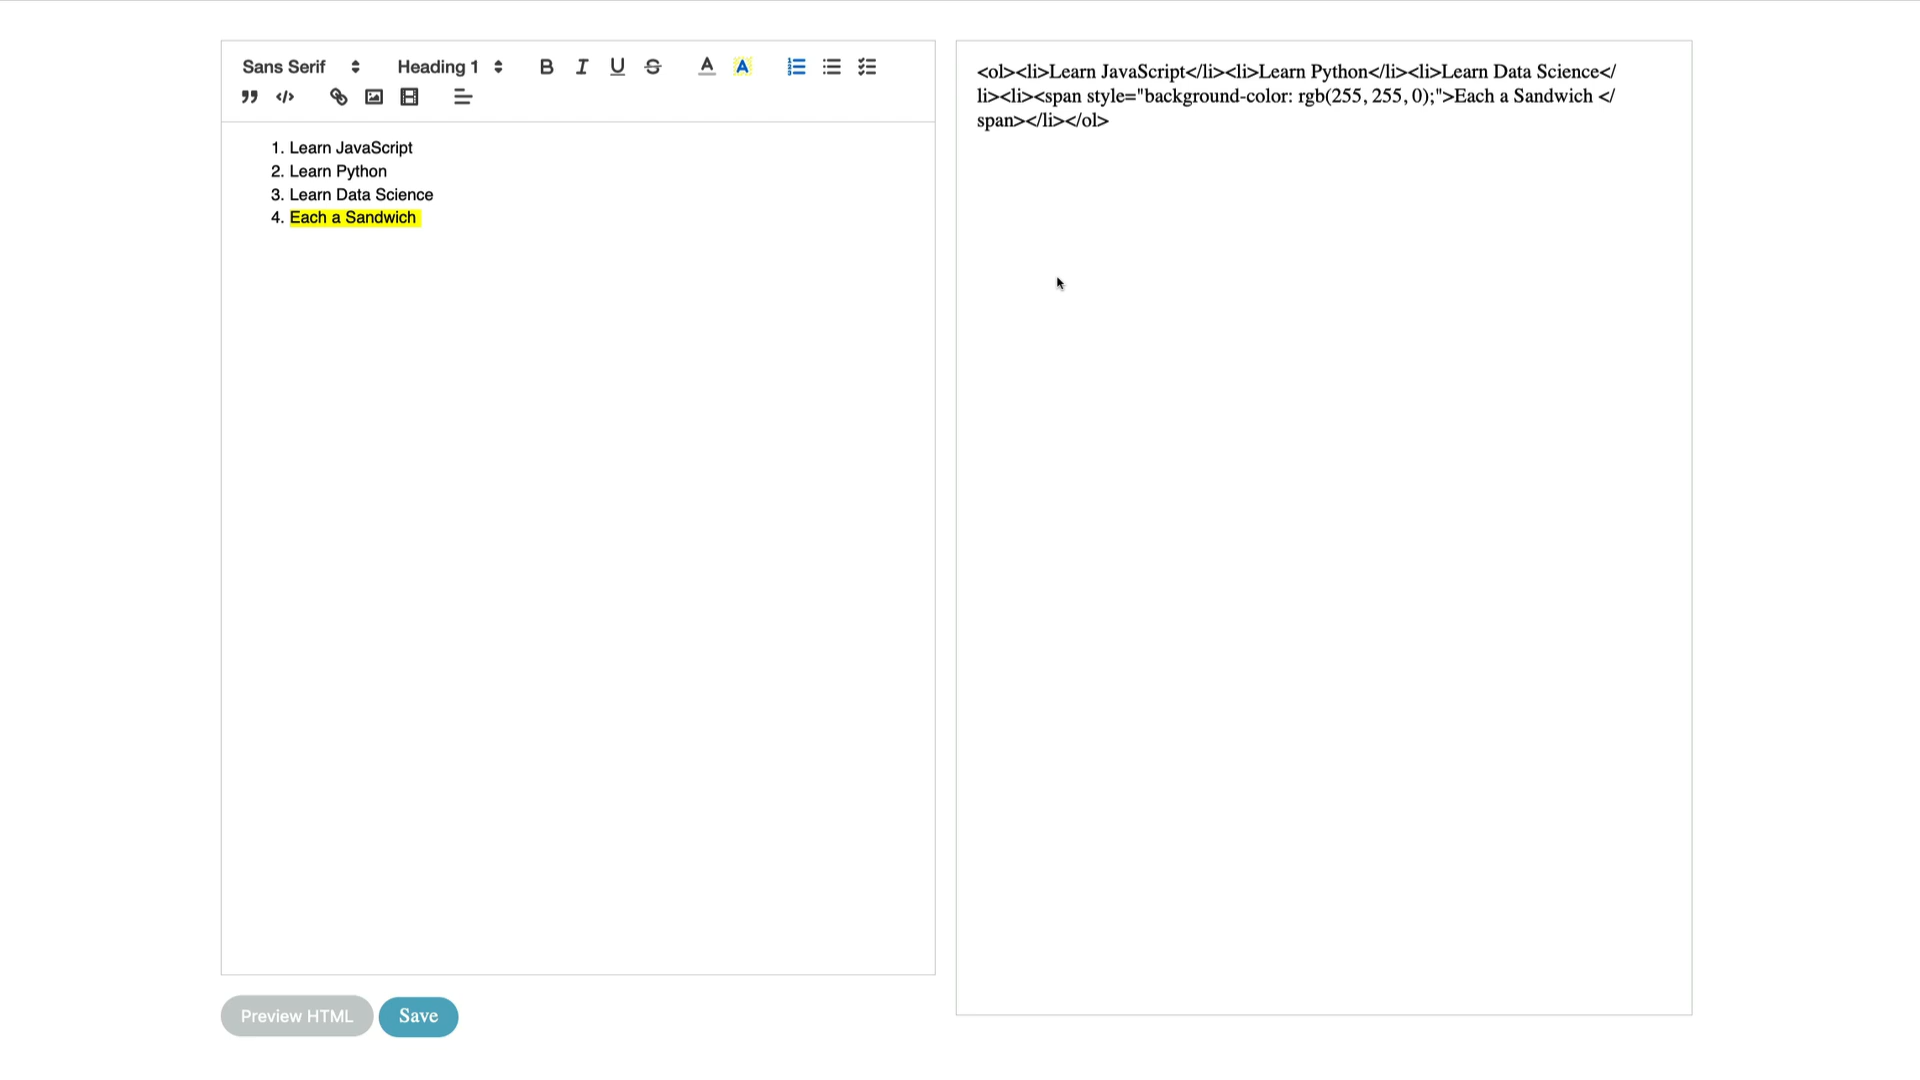 Sans Serif Heading 1 B I U S A A
1. Learn JavaScript
2. Learn Python
3. Learn Data Science
4. Each a Sandwich
<ol><li>Learn JavaScript</li><li>Learn Python</li><li>Learn Data Science</
li><li><span style="background-color: rgb(255, 255, 0);">Each a Sandwich </
span></li></ol>
Preview HTML
Save